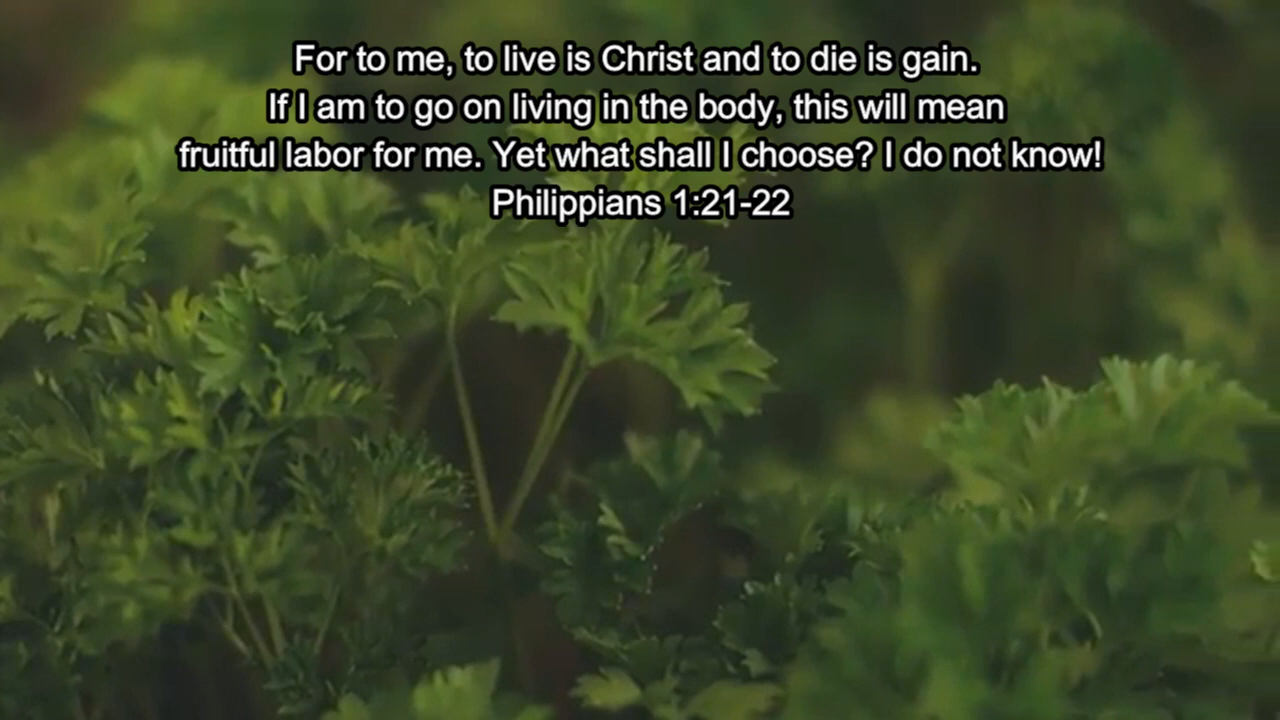 For to me, to live is Christ and to die is gain.
If I am to go on living in the body, this will mean
fruitful labor for me. Yet what shall I choose? I do not know!
Philippians 1:21-22